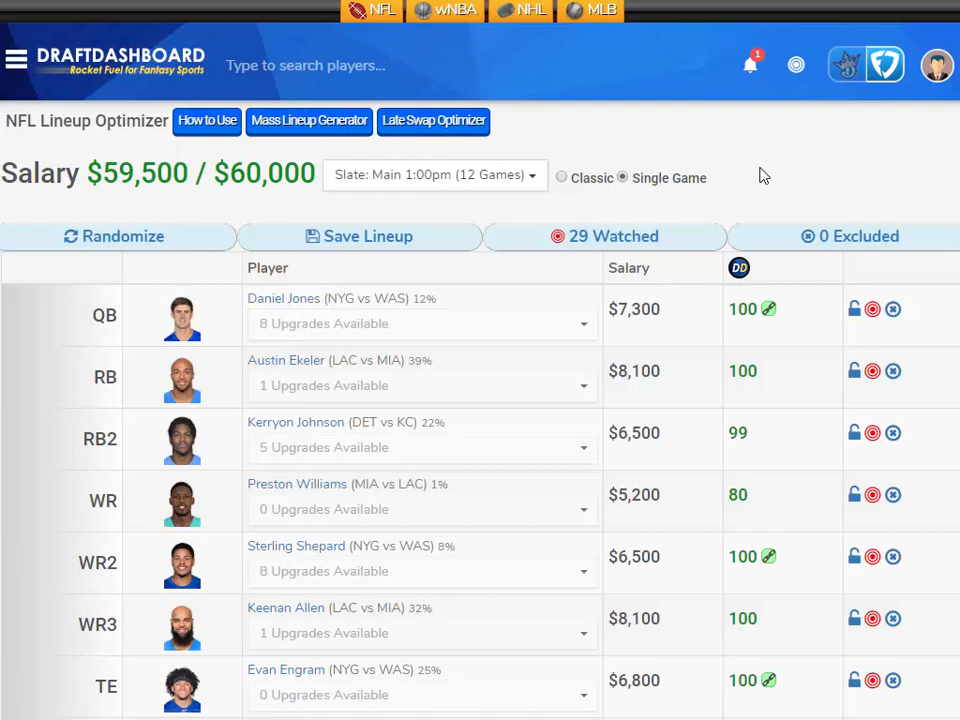 NFL wNBA NHL MLB
DRAFTDASHBOARD
Rocket Fuel for Fantasy Sports
Type to search players...
1
NFL Lineup Optimizer How to Use Mass Lineup Generator Late Swap Optimizer
Salary $59,500 / $60,000 Slate: Main 1:00pm (12 Games) Classic Single Game
Randomize Save Lineup 29 Watched 0 Excluded
Player Salary DD
QB Daniel Jones (NYG vs WAS) 12% $7,300 100
8 Upgrades Available
RB Austin Ekeler (LAC vs MIA) 39% $8,100 100
1 Upgrades Available
RB2 Kerryon Johnson (DET vs KC) 22% $6,500 99
5 Upgrades Available
WR Preston Williams (MIA vs LAC) 1% $5,200 80
0 Upgrades Available
WR2 Sterling Shepard (NYG vs WAS) 8% $6,500 100
8 Upgrades Available
WR3 Keenan Allen (LAC vs MIA) 32% $8,100 100
1 Upgrades Available
TE Evan Engram (NYG vs WAS) 25% $6,800 100
0 Upgrades Available